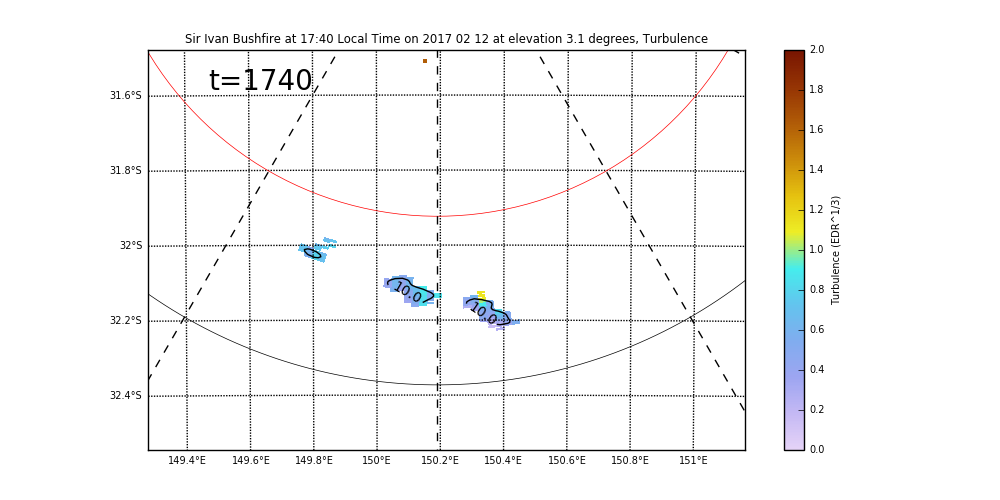 Sir Ivan Bushfire at 17:40 Local Time on 2017 02 12 at elevation 3.1 degrees, Turbulence
t=1740
31.6°S
31.8°S
32°S
32.2°S
32.4°S
10.0
10.0
149.4°E 149.6°E 149.8°E 150°E 150.2°E 150.4°E 150.6°E 150.8°E 151°E
2.0
1.8
1.6
1.4
1.2
1.0
0.8
0.6
0.4
0.2
0.0
Turbulence (EDR^1/3)